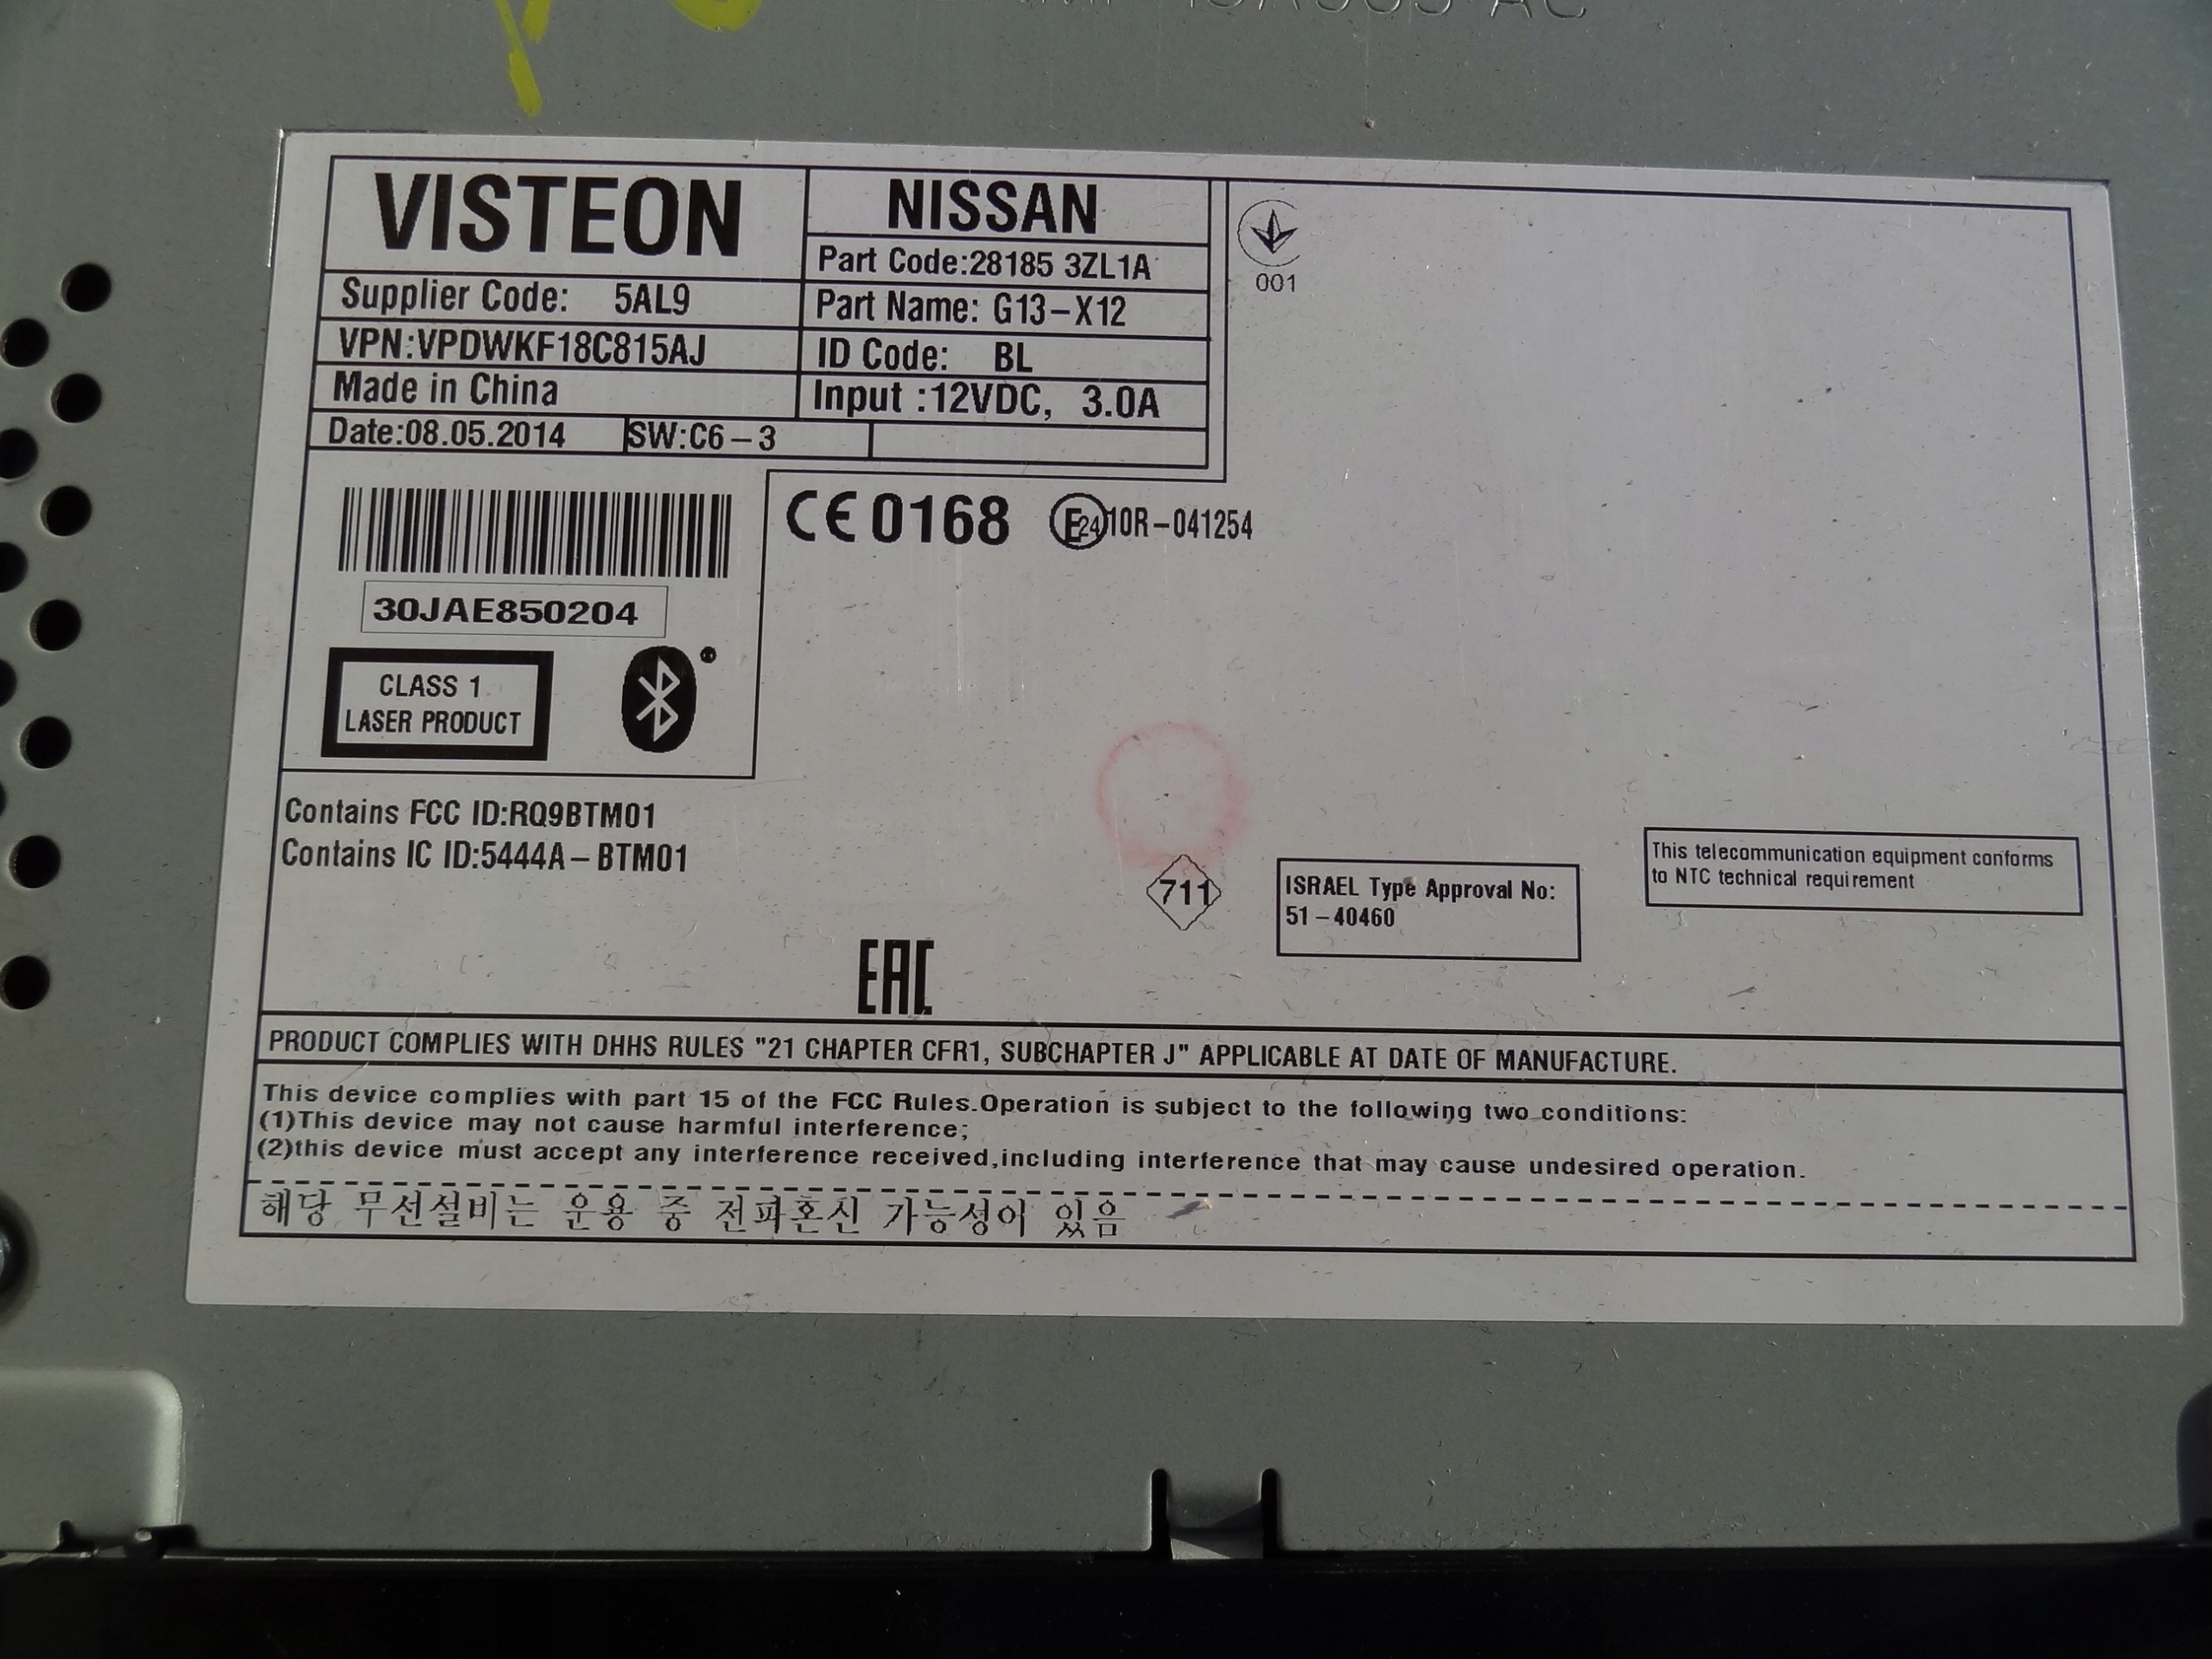 VISTEON
NISSAN
Part Code:28185 3ZL1A
Supplier Code: 5AL9
Part Name: G13-X12
VPN:VPDWKF18C815AJ
ID Code: BL
Made in China
Input :12VDC, 3.0A
Date:08.05.2014
SW:C6-3
001
CE 0168
E24 10R-041254
30JAE850204
CLASS 1
LASER PRODUCT
Contains FCC ID:RQ9BTM01
Contains IC ID:5444A-BTM01
711
ISRAEL Type Approval No:
51-40460
This telecommunication equipment conforms
to NTC technical requirement
EAC
PRODUCT COMPLIES WITH DHHS RULES "21 CHAPTER CFR1, SUBCHAPTER J" APPLICABLE AT DATE OF MANUFACTURE.
This device complies with part 15 of the FCC Rules.Operation is subject to the following two conditions:
(1)This device may not cause harmful interference;
(2)this device must accept any interference received,including interference that may cause undesired operation.
해당 무선설비는 운용 중 전파혼신 가능성이 있음